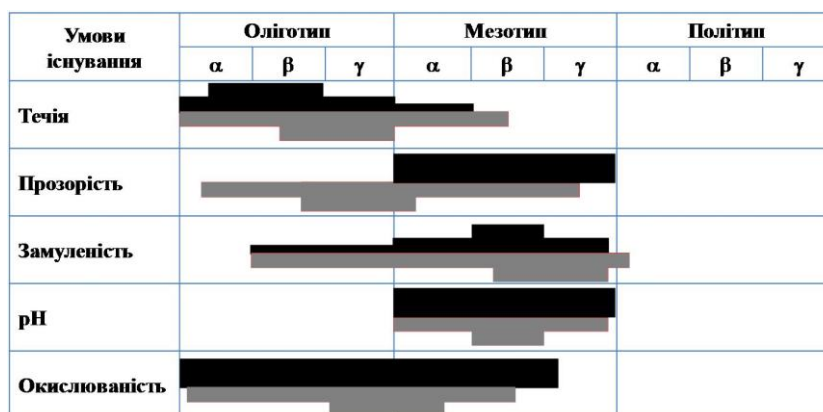 Умови Оліготип Мезотип Політип
існування α β γ α β γ α β γ
Течія
Прозорість
Замуленість
pH
Окислюваність